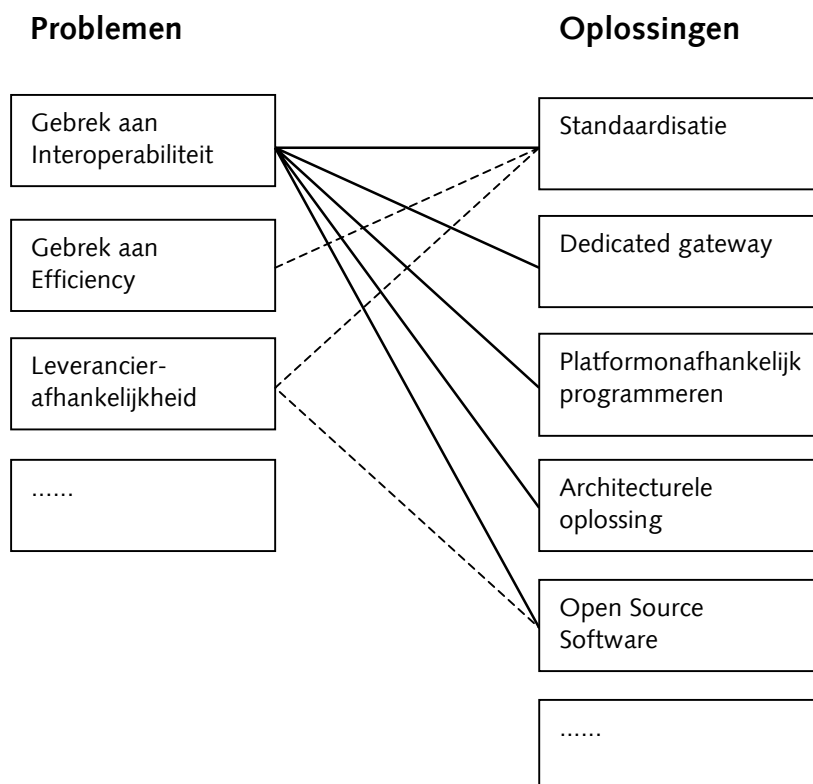 Problemen
Oplossingen
Gebrek aan
Interoperabiliteit
Gebrek aan
Efficiency
Leverancier-
afhankelijkheid
......
Standaardisatie
Dedicated gateway
Platformonafhankelijk
programmeren
Architecturele
oplossing
Open Source
Software
......